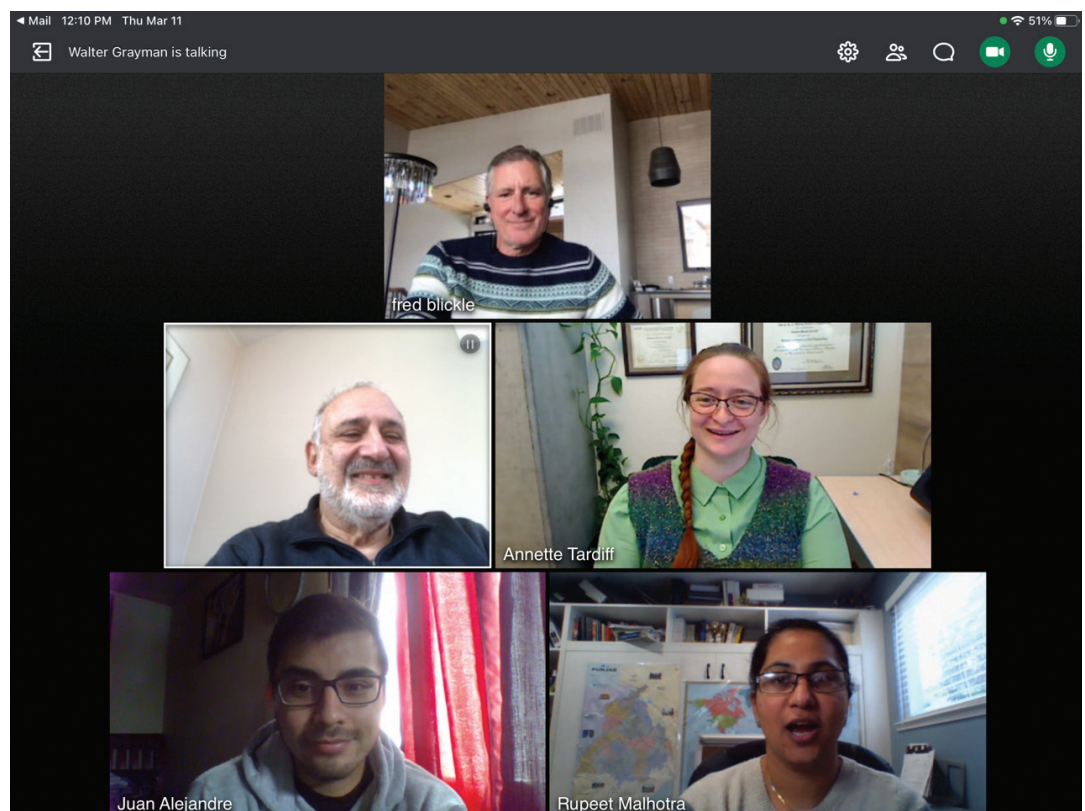 Mail 12:10 PM Thu Mar 11 51%
Walter Grayman is talking
fred blickle
Annette Tardiff
Juan Alejandre
Rupeet Malhotra
PUNJAB